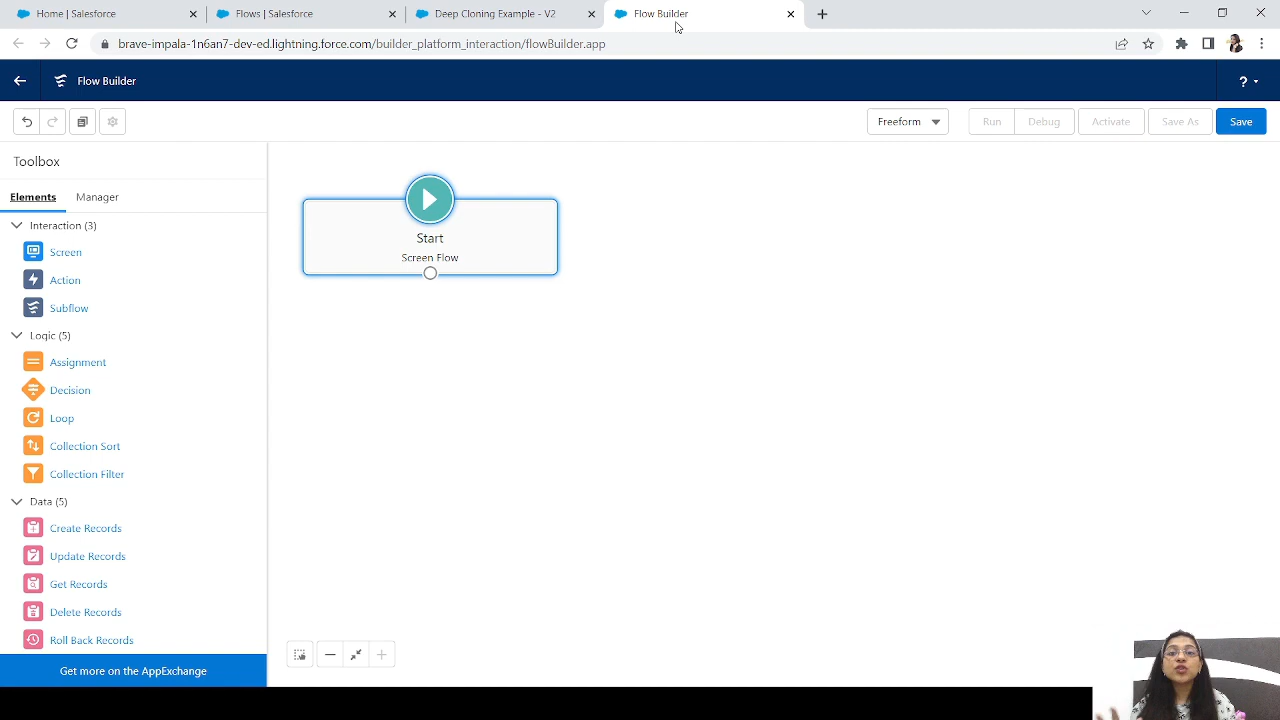 Home | Salesforce
Flows | Salesforce
Deep Cloning Example - V2
Flow Builder
brave-impala-1n6an7-dev-ed.lightning.force.com/builder_platform_interaction/flowBuilder.app
Flow Builder
?
Freeform
Run
Debug
Activate
Save As
Save
Toolbox
Elements
Manager
Interaction (3)
Screen
Action
Subflow
Logic (5)
Assignment
Decision
Loop
Collection Sort
Collection Filter
Data (5)
Create Records
Update Records
Get Records
Delete Records
Roll Back Records
Get more on the AppExchange
Start
Screen Flow